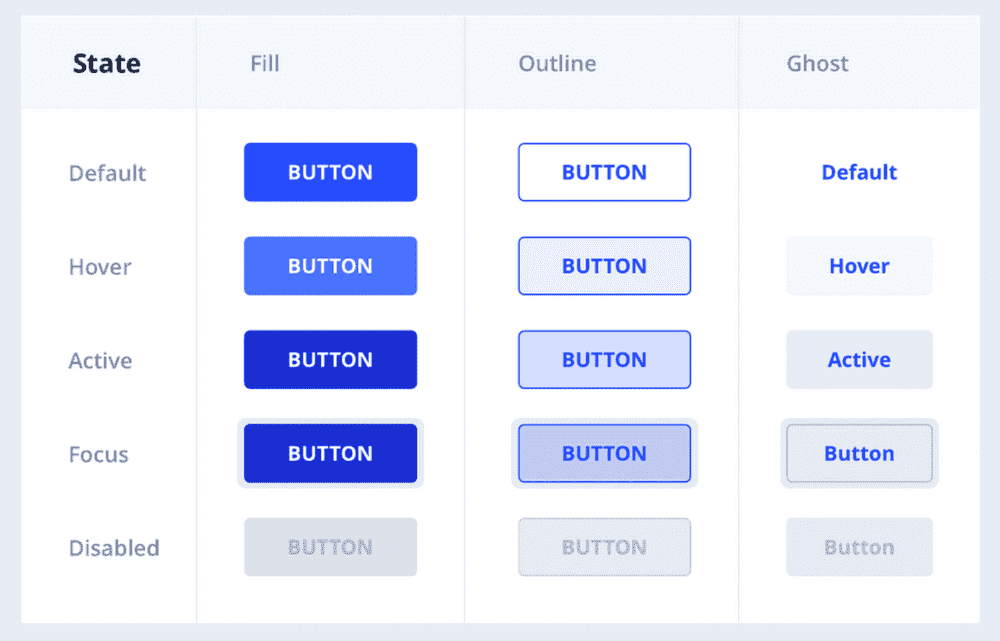 State Fill Outline Ghost
Default BUTTON BUTTON Default
Hover BUTTON BUTTON Hover
Active BUTTON BUTTON Active
Focus BUTTON BUTTON Button
Disabled BUTTON BUTTON Button